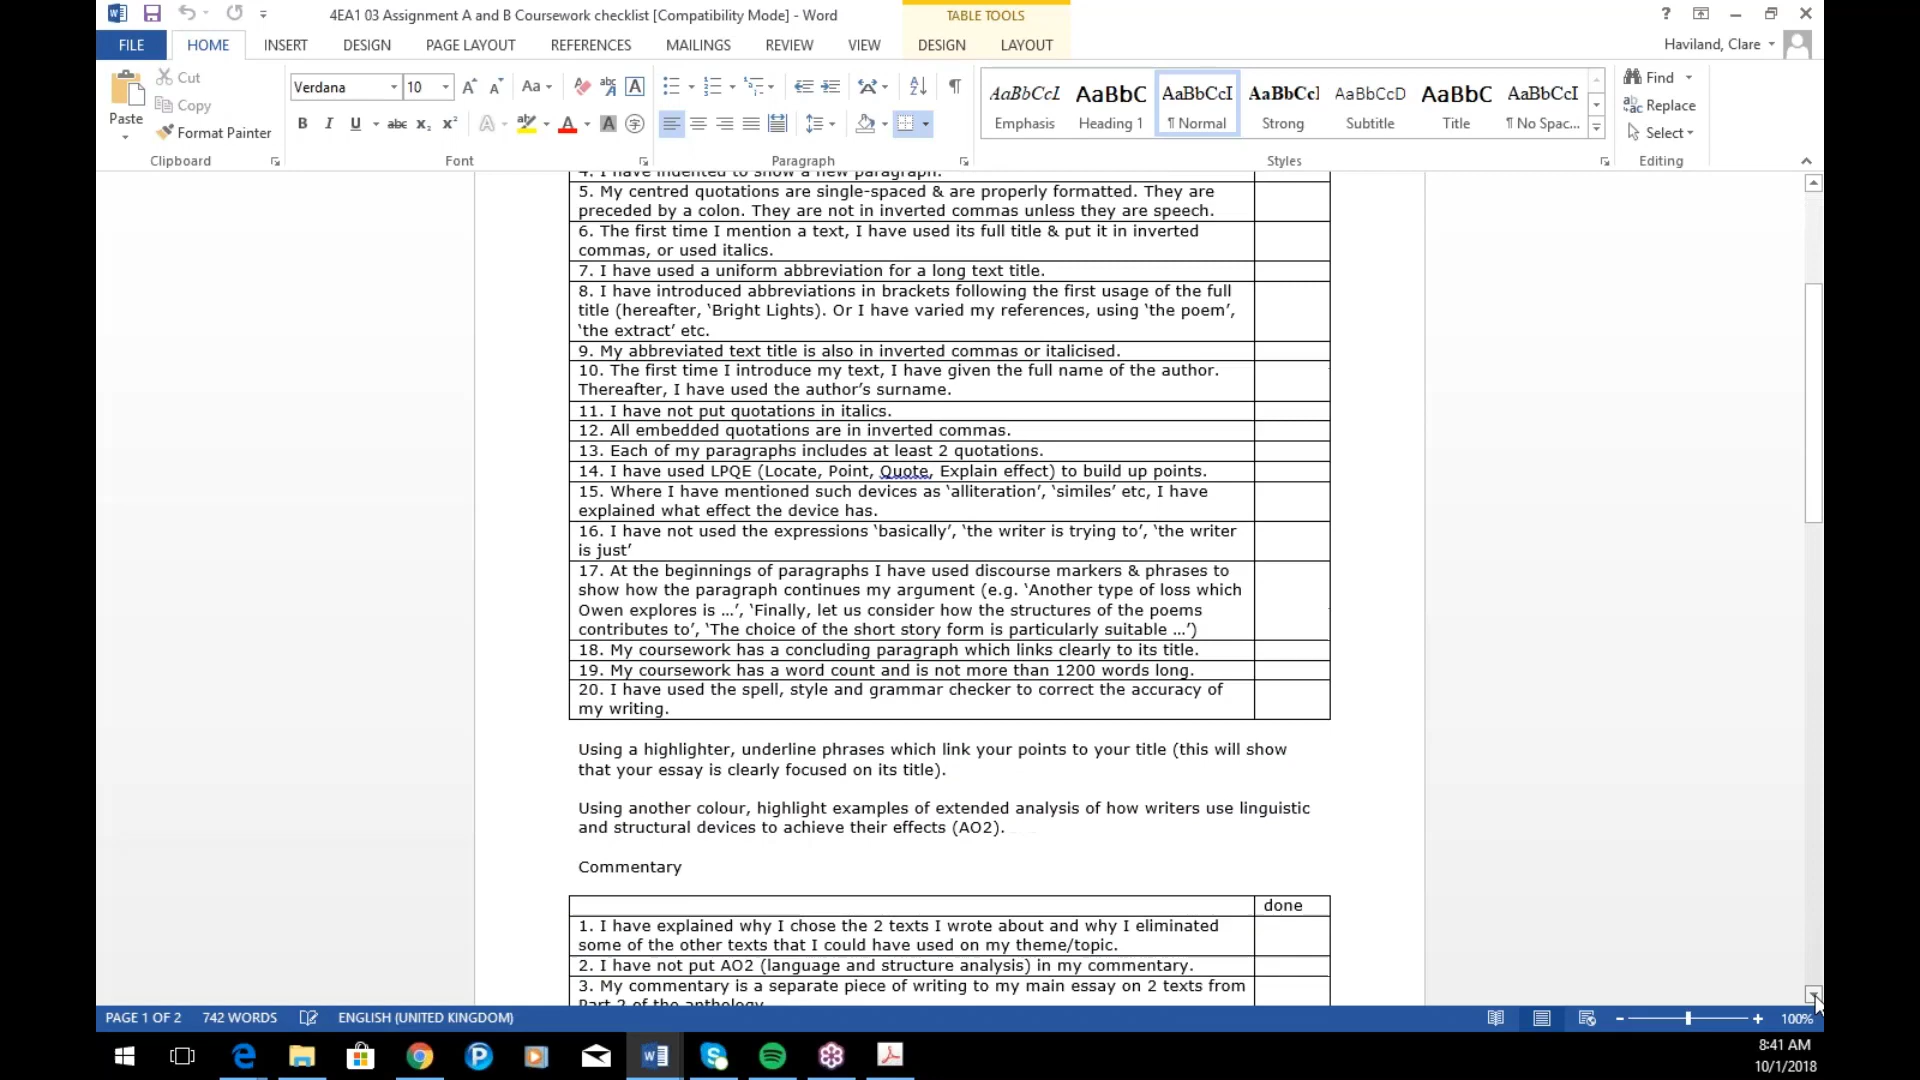 4EA1 03 Assignment A and B Coursework checklist [Compatibility Mode] - Word
TABLE TOOLS
FILE HOME INSERT DESIGN PAGE LAYOUT REFERENCES MAILINGS REVIEW VIEW DESIGN LAYOUT
Haviland, Clare
Paste
Cut
Copy
Format Painter
Clipboard
Verdana 10
Font
Paragraph
AaBbCcI AaBbC AaBbCcI AaBbCcI AaBbCcD AaBbC AaBbCcI
Emphasis Heading 1 ¶ Normal Strong Subtitle Title ¶ No Spac...
Styles
Find
Replace
Select
Editing
4. I have indented to show a new paragraph.
5. My centred quotations are single-spaced & are properly formatted. They are
preceded by a colon. They are not in inverted commas unless they are speech.
6. The first time I mention a text, I have used its full title & put it in inverted
commas, or used italics.
7. I have used a uniform abbreviation for a long text title.
8. I have introduced abbreviations in brackets following the first usage of the full
title (hereafter, ‘Bright Lights). Or I have varied my references, using ‘the poem’,
‘the extract’ etc.
9. My abbreviated text title is also in inverted commas or italicised.
10. The first time I introduce my text, I have given the full name of the author.
Thereafter, I have used the author’s surname.
11. I have not put quotations in italics.
12. All embedded quotations are in inverted commas.
13. Each of my paragraphs includes at least 2 quotations.
14. I have used LPQE (Locate, Point, Quote, Explain effect) to build up points.
15. Where I have mentioned such devices as ‘alliteration’, ‘similes’ etc, I have
explained what effect the device has.
16. I have not used the expressions ‘basically’, ‘the writer is trying to’, ‘the writer
is just’
17. At the beginnings of paragraphs I have used discourse markers & phrases to
show how the paragraph continues my argument (e.g. ‘Another type of loss which
Owen explores is …’, ‘Finally, let us consider how the structures of the poems
contributes to’, ‘The choice of the short story form is particularly suitable …’)
18. My coursework has a concluding paragraph which links clearly to its title.
19. My coursework has a word count and is not more than 1200 words long.
20. I have used the spell, style and grammar checker to correct the accuracy of
my writing.
Using a highlighter, underline phrases which link your points to your title (this will show
that your essay is clearly focused on its title).
Using another colour, highlight examples of extended analysis of how writers use linguistic
and structural devices to achieve their effects (AO2).
Commentary
done
1. I have explained why I chose the 2 texts I wrote about and why I eliminated
some of the other texts that I could have used on my theme/topic.
2. I have not put AO2 (language and structure analysis) in my commentary.
3. My commentary is a separate piece of writing to my main essay on 2 texts from
Part 2 of the anthology
PAGE 1 OF 2 742 WORDS ENGLISH (UNITED KINGDOM) 100%
8:41 AM
10/1/2018